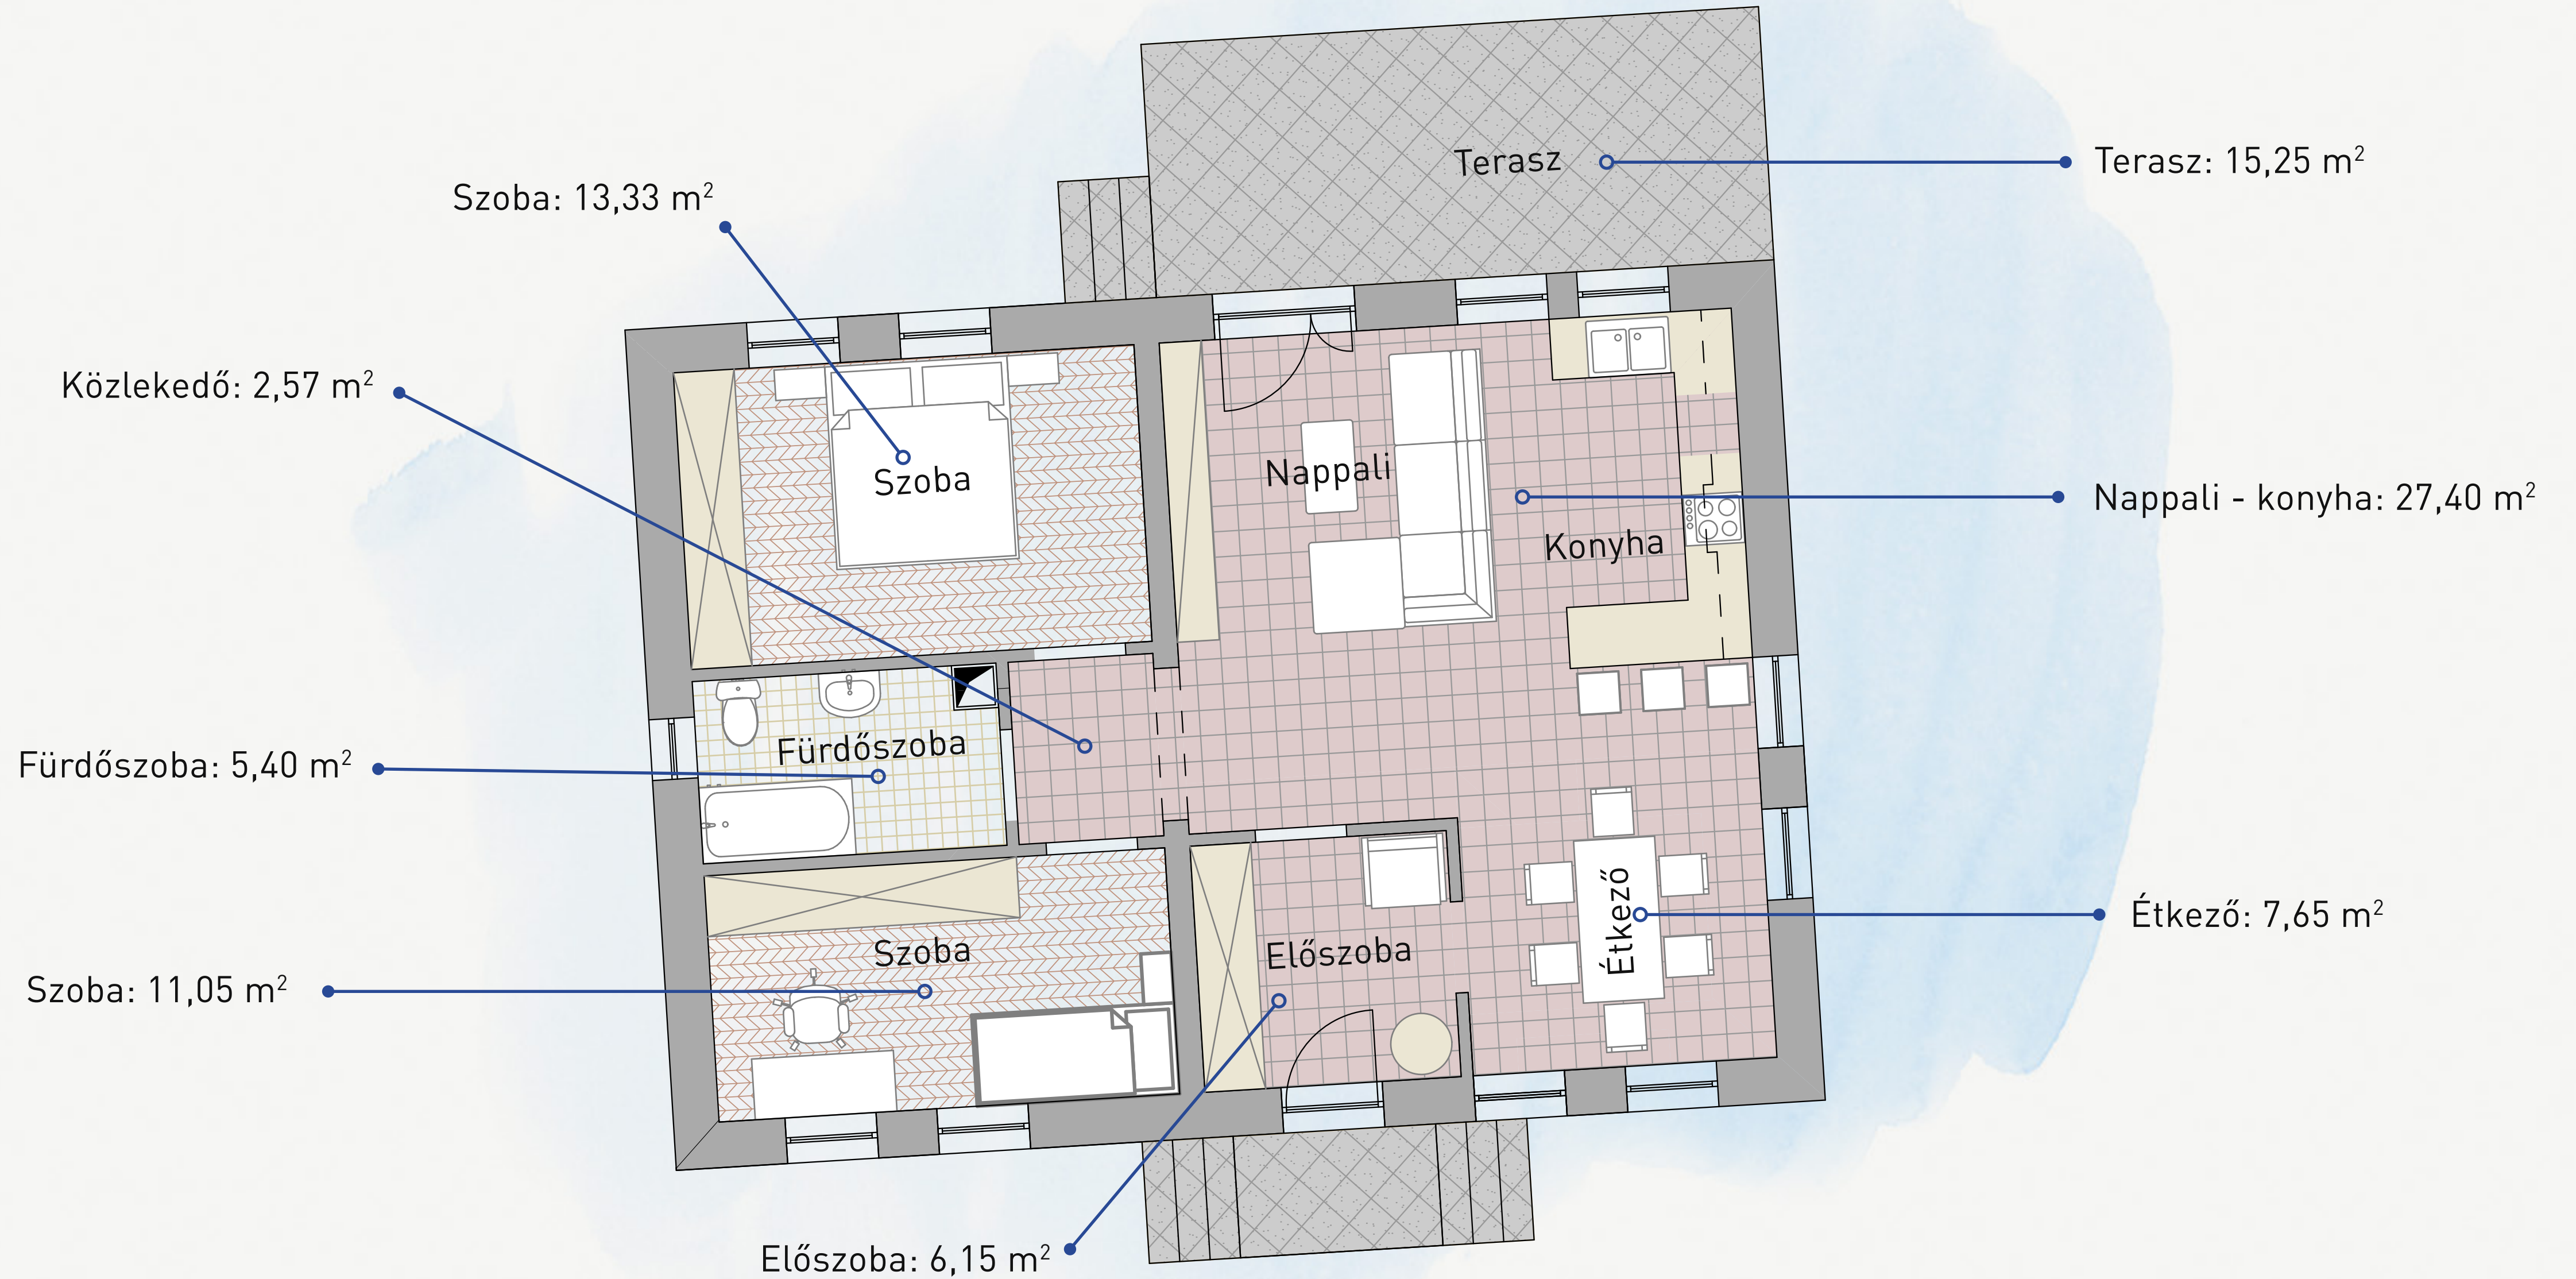 Terasz
Terasz: 15,25 m²
Szoba: 13,33 m²
Közlekedő: 2,57 m²
Szoba
Nappali
Nappali - konyha: 27,40 m²
Konyha
Fürdőszoba
Fürdőszoba: 5,40 m²
Étkező
Étkező: 7,65 m²
Szoba
Előszoba
Szoba: 11,05 m²
Előszoba: 6,15 m²